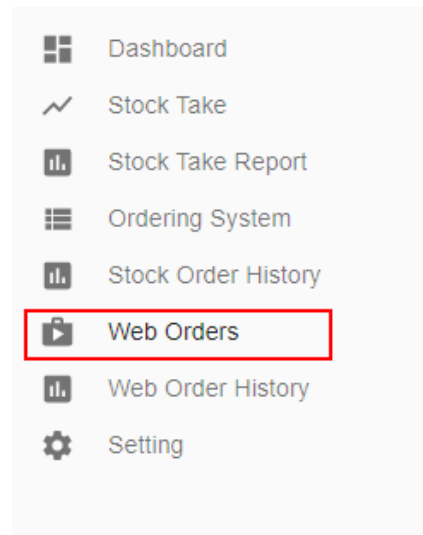 Dashboard
Stock Take
Stock Take Report
Ordering System
Stock Order History
Web Orders
Web Order History
Setting